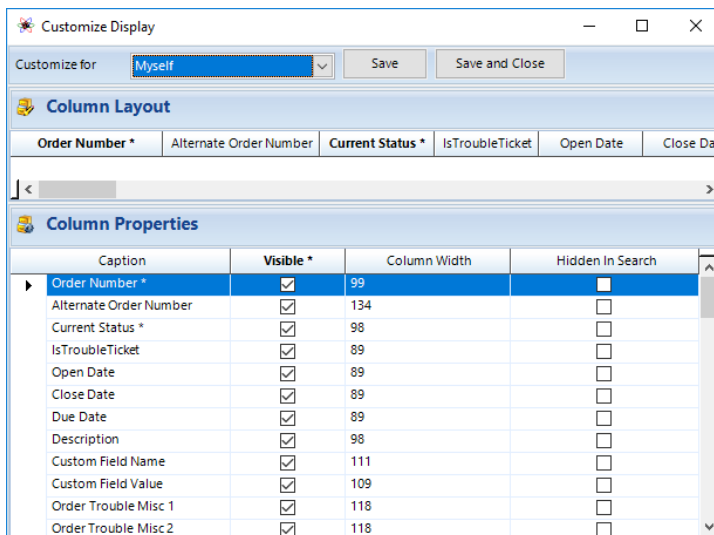 Customize Display
Customize for Myself Save Save and Close
Column Layout
Order Number * Alternate Order Number Current Status * IsTroubleTicket Open Date Close Da
Column Properties
Caption Visible * Column Width Hidden In Search
Order Number * 99
Alternate Order Number 134
Current Status * 98
IsTroubleTicket 89
Open Date 89
Close Date 89
Due Date 89
Description 98
Custom Field Name 111
Custom Field Value 109
Order Trouble Misc 1 118
Order Trouble Misc 2 118